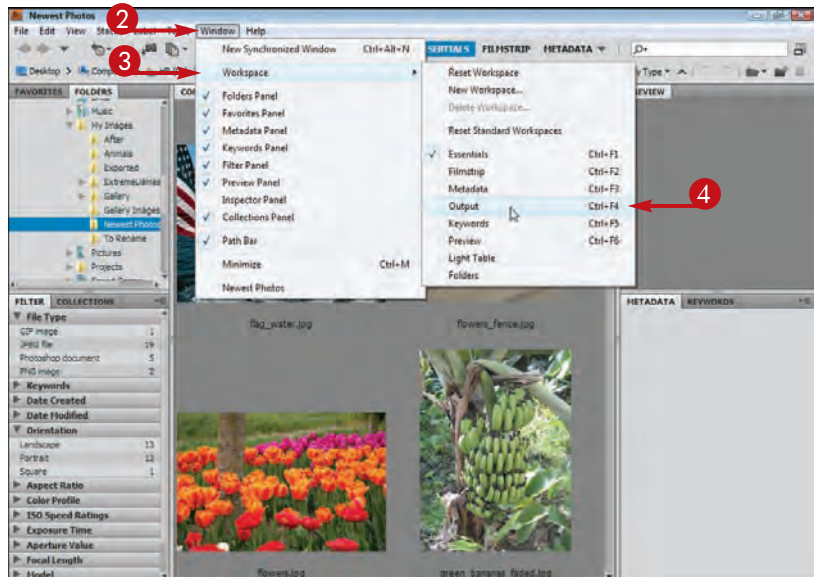 Newest Photos
2
File Edit View Label Window Help
3
New Synchronized Window Ctrl+Alt+N
Workspace
Folders Panel
Favorites Panel
Metadata Panel
Keywords Panel
Filter Panel
Preview Panel
Inspector Panel
Collections Panel
Path Bar
Minimize Ctrl+M
Newest Photos
SENTIALS FILMSTRIP METADATA
Reset Workspace
New Workspace...
Delete Workspace...
Reset Standard Workspaces
Essentials Ctrl+F1
Filmstrip Ctrl+F2
Metadata Ctrl+F3
Output Ctrl+F4
4
Keywords Ctrl+F5
Preview Ctrl+F6
Light Table
Folders
Desktop
FAVORITES FOLDERS
Music
My Images
After
Animals
Exported
ExtremeLlamas
Gallery
Gallery Images
Newest Photos
To Rename
Pictures
Projects
FILTER COLLECTIONS
File Type
GIF image 1
JPEG file 19
Photoshop document 5
PNG image 2
Keywords
Date Created
Date Modified
Orientation
Landscape 13
Portrait 12
Square 1
Aspect Ratio
Color Profile
ISO Speed Ratings
Exposure Time
Aperture Value
Focal Length
Model
flag_water.jpg
flowers_fence.jpg
flowers.jpg
green_bananas_faded.jpg
METADATA KEYWORDS